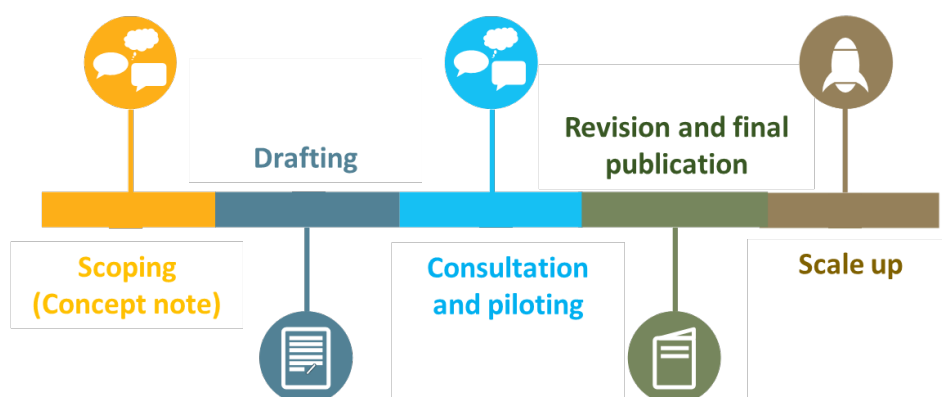 Scoping
(Concept note)
Drafting
Consultation
and piloting
Revision and final
publication
Scale up